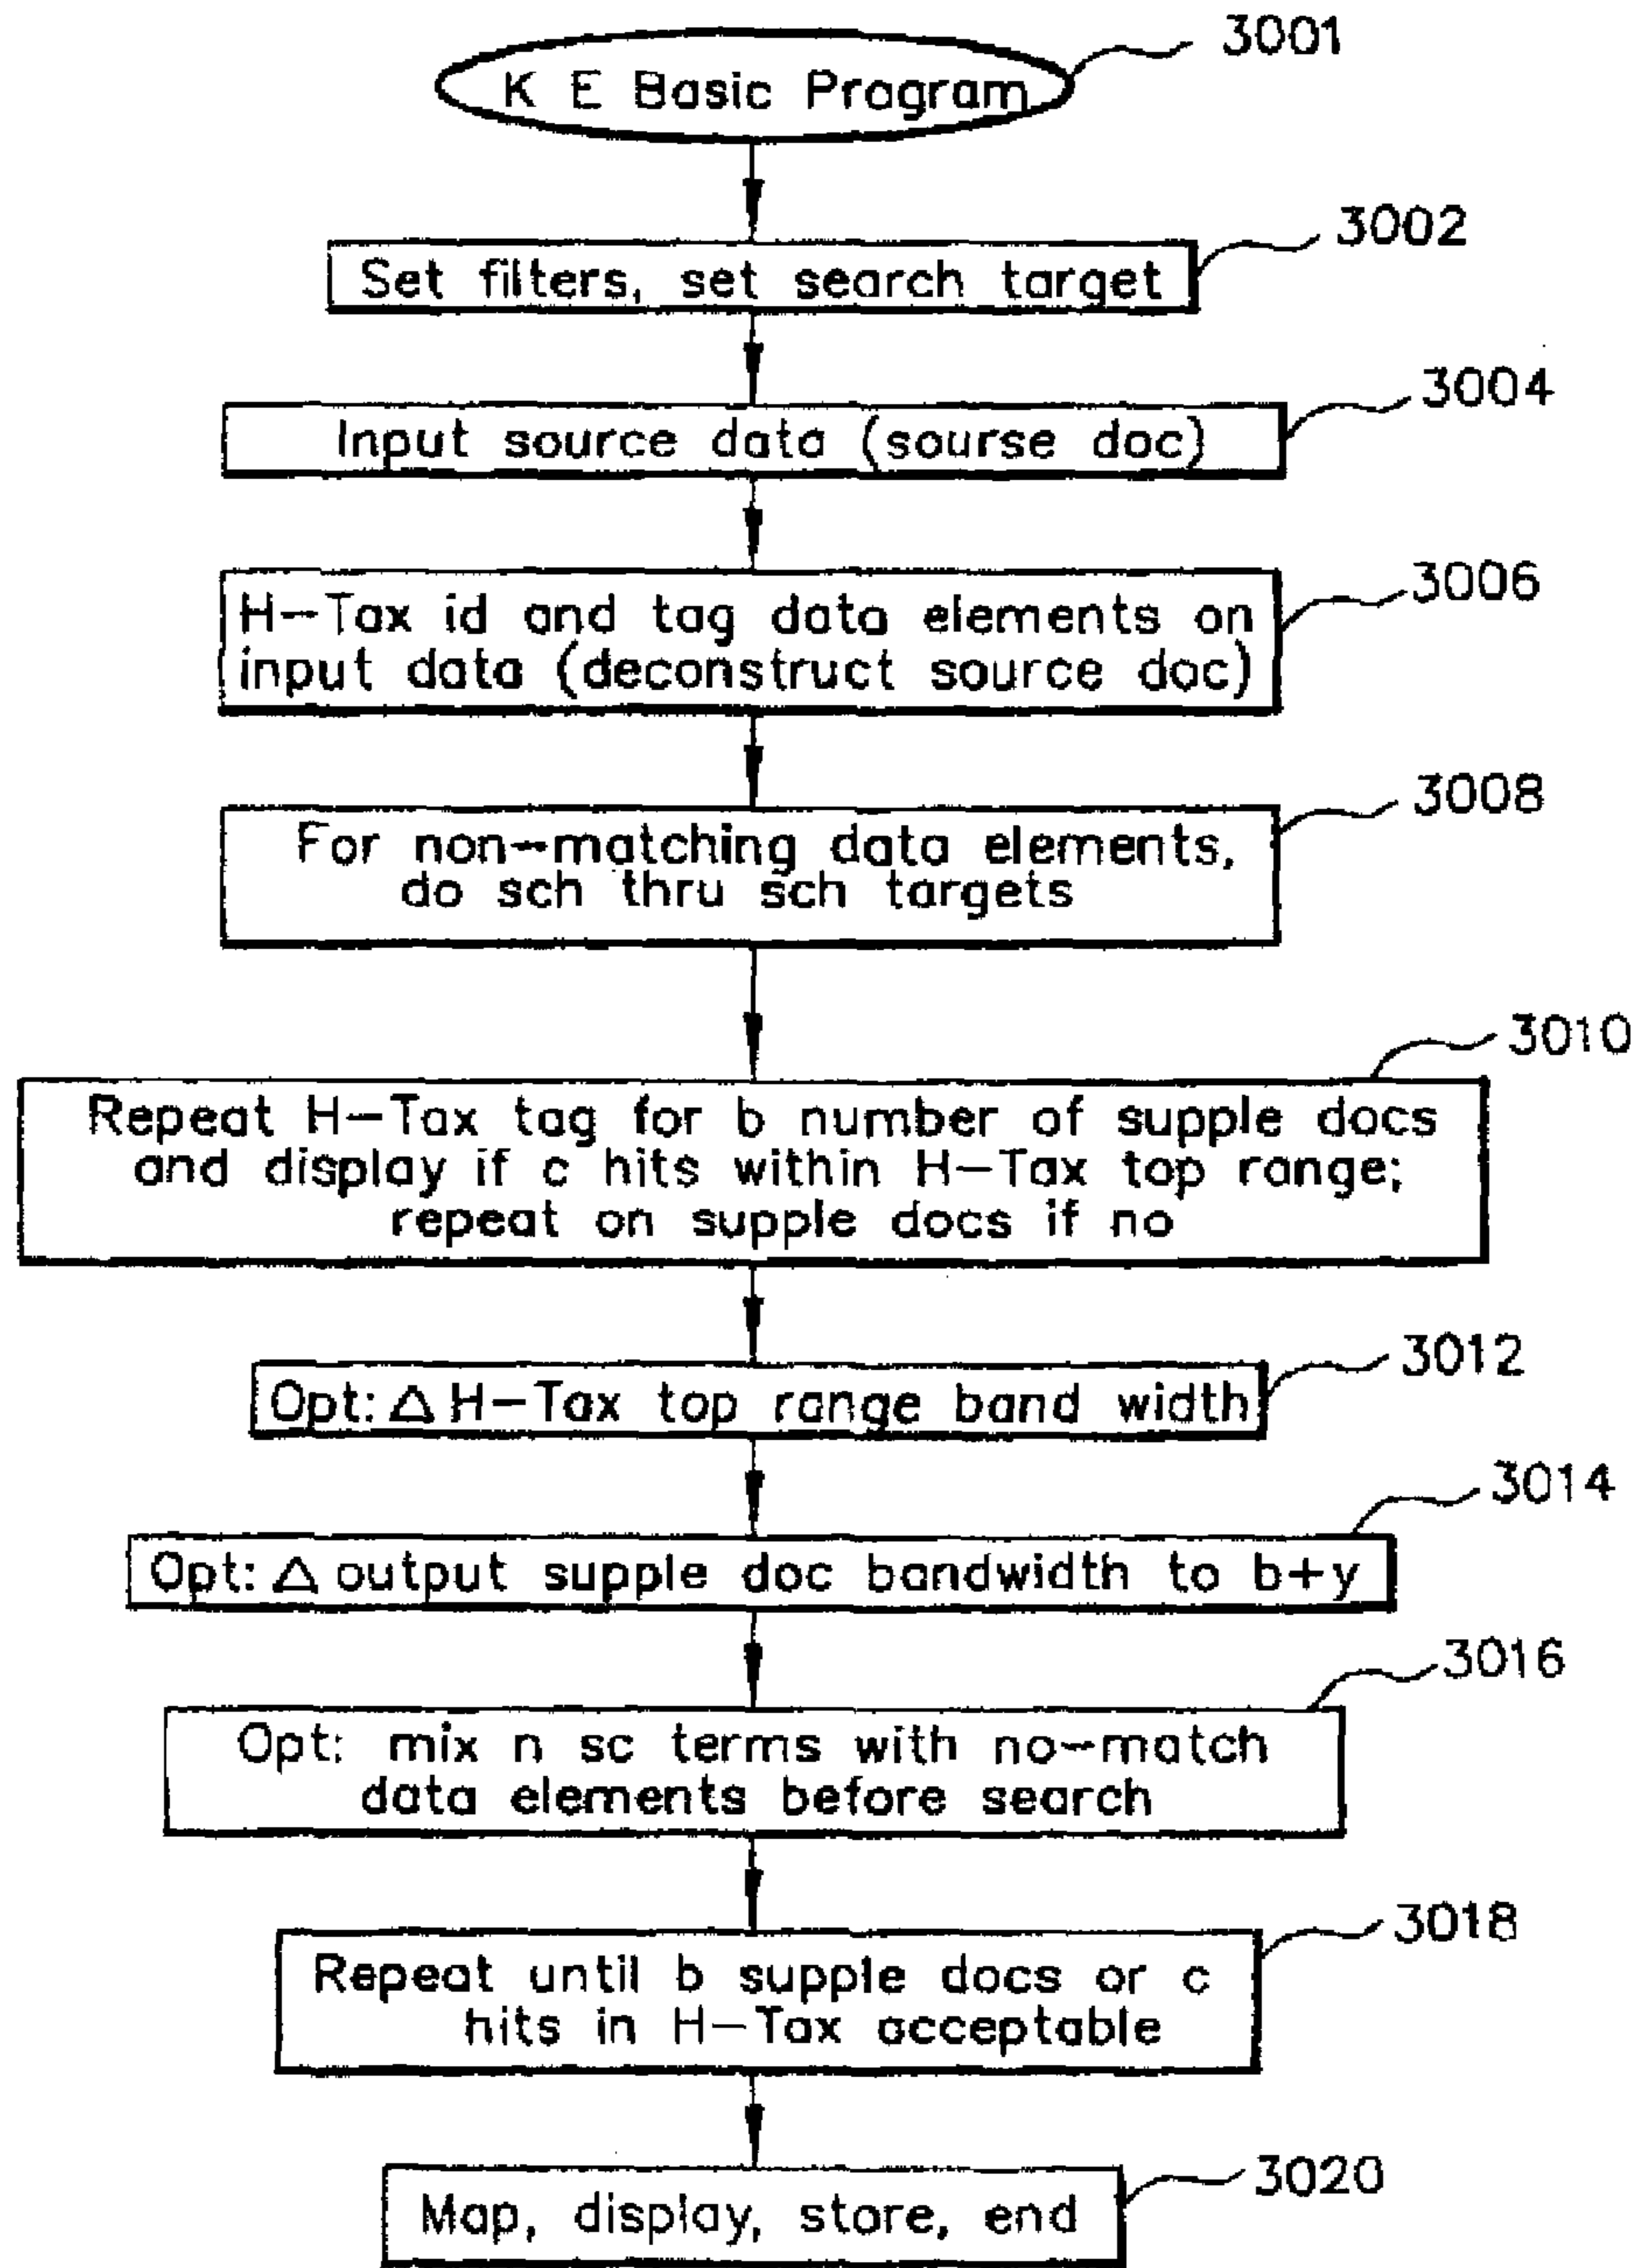 K E Basic Program
3001
Set filters, set search target
3002
Input source data (sourse doc)
3004
H-Tax id and tag data elements on
input data (deconstruct source doc)
3006
For non-matching data elements,
do sch thru sch targets
3008
Repeat H-Tax tag for b number of supple docs
and display if c hits within H-Tax top range;
repeat on supple docs if no
3010
Opt: Δ H-Tax top range band width
3012
Opt: Δ output supple doc bandwidth to b+y
3014
Opt: mix n sc terms with no-match
data elements before search
3016
Repeat until b supple docs or c
hits in H-Tax acceptable
3018
Map, display, store, end
3020